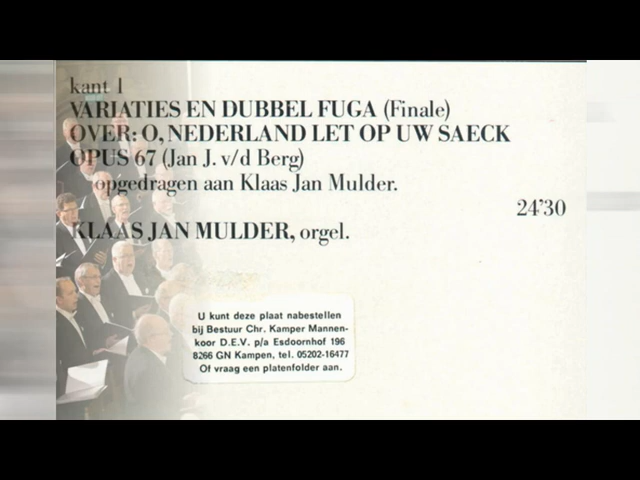 kant 1
VARIATIES EN DUBBEL FUGA (Finale)
OVER: O, NEDERLAND LET OP UW SAECK
OPUS 67 (Jan J. v/d Berg)
opgedragen aan Klaas Jan Mulder.
24'30
KLAAS JAN MULDER, orgel.
U kunt deze plaat nabestellen
bij Bestuur Chr. Kamper Mannen-
koor D.E.V. p/a Esdoornhof 196
8266 GN Kampen, tel. 05202-16477
Of vraag een platenfolder aan.